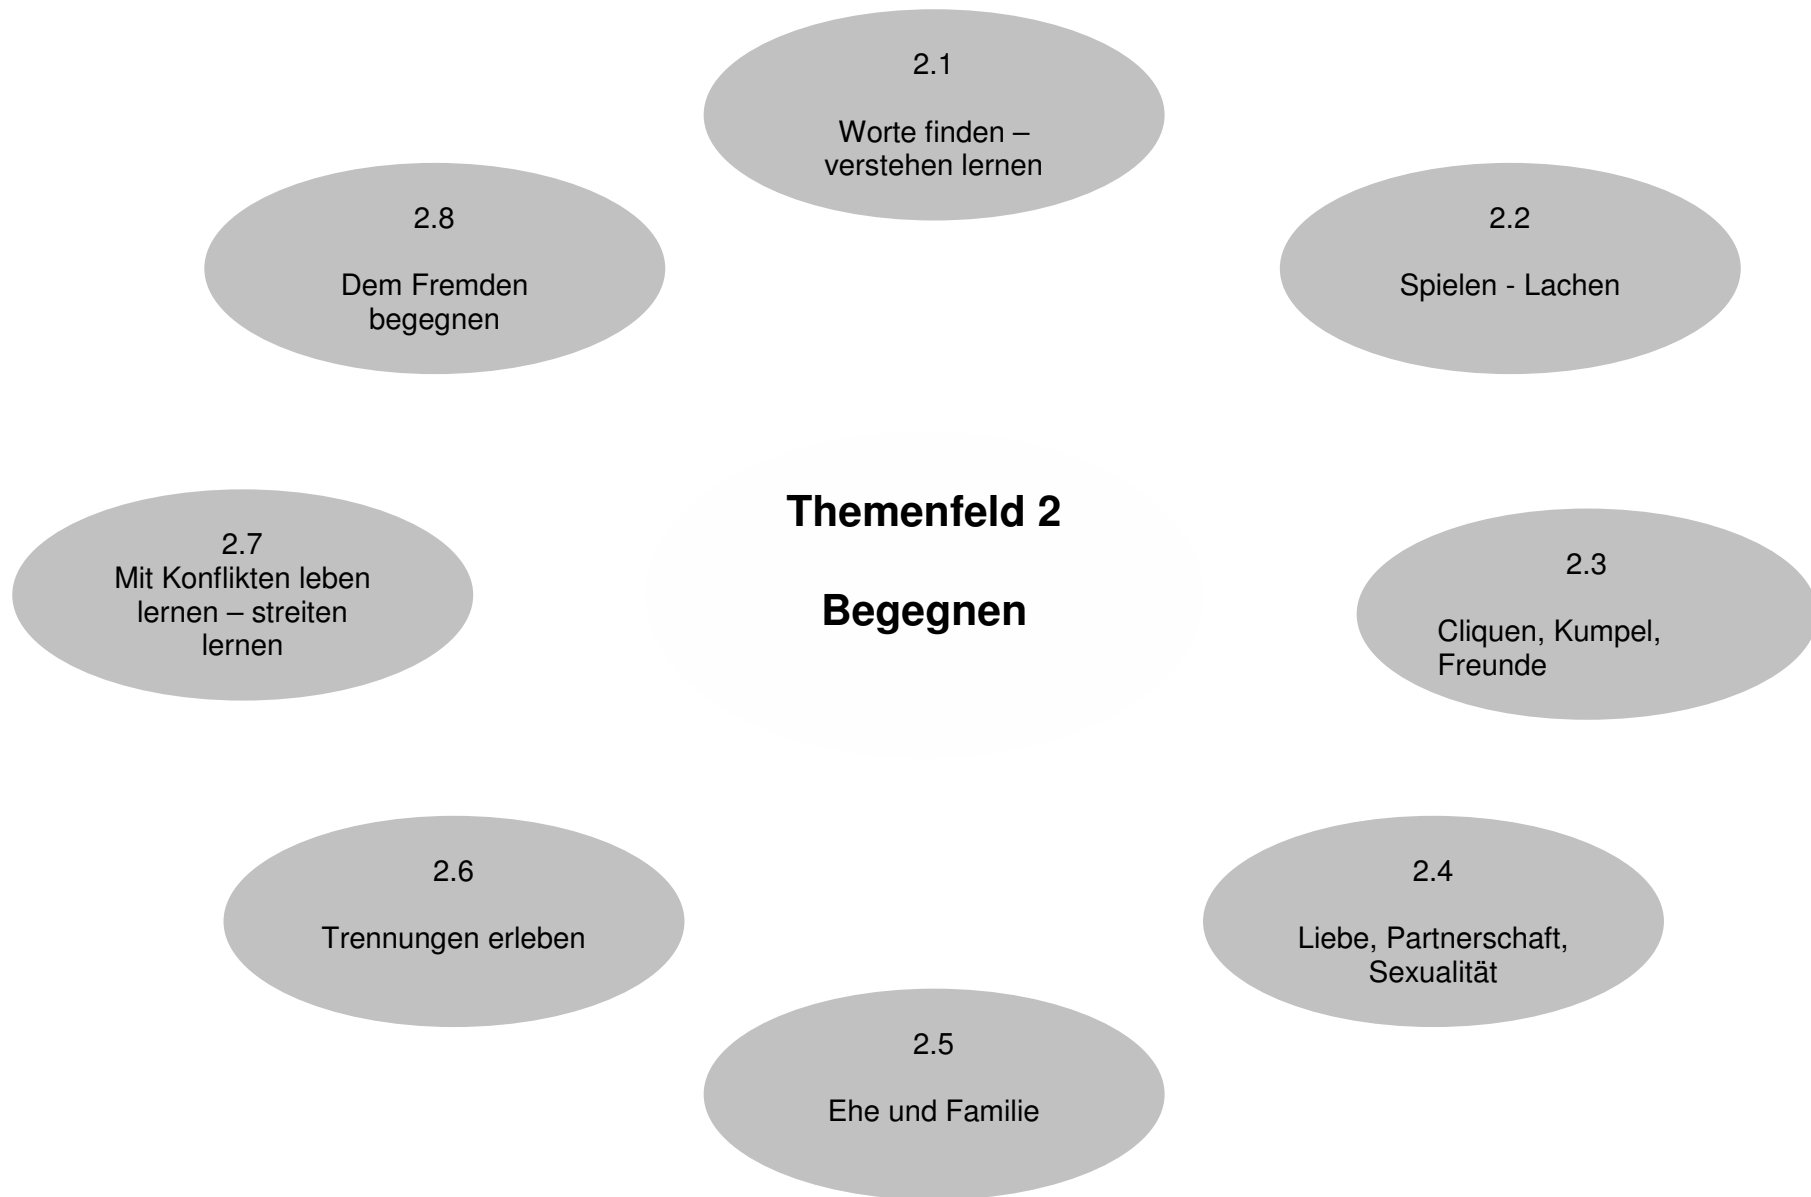 Themenfeld 2
Begegnen
2.1
Worte finden –
verstehen lernen
2.2
Spielen - Lachen
2.3
Cliquen, Kumpel,
Freunde
2.4
Liebe, Partnerschaft,
Sexualität
2.5
Ehe und Familie
2.6
Trennungen erleben
2.7
Mit Konflikten leben
lernen – streiten
lernen
2.8
Dem Fremden
begegnen